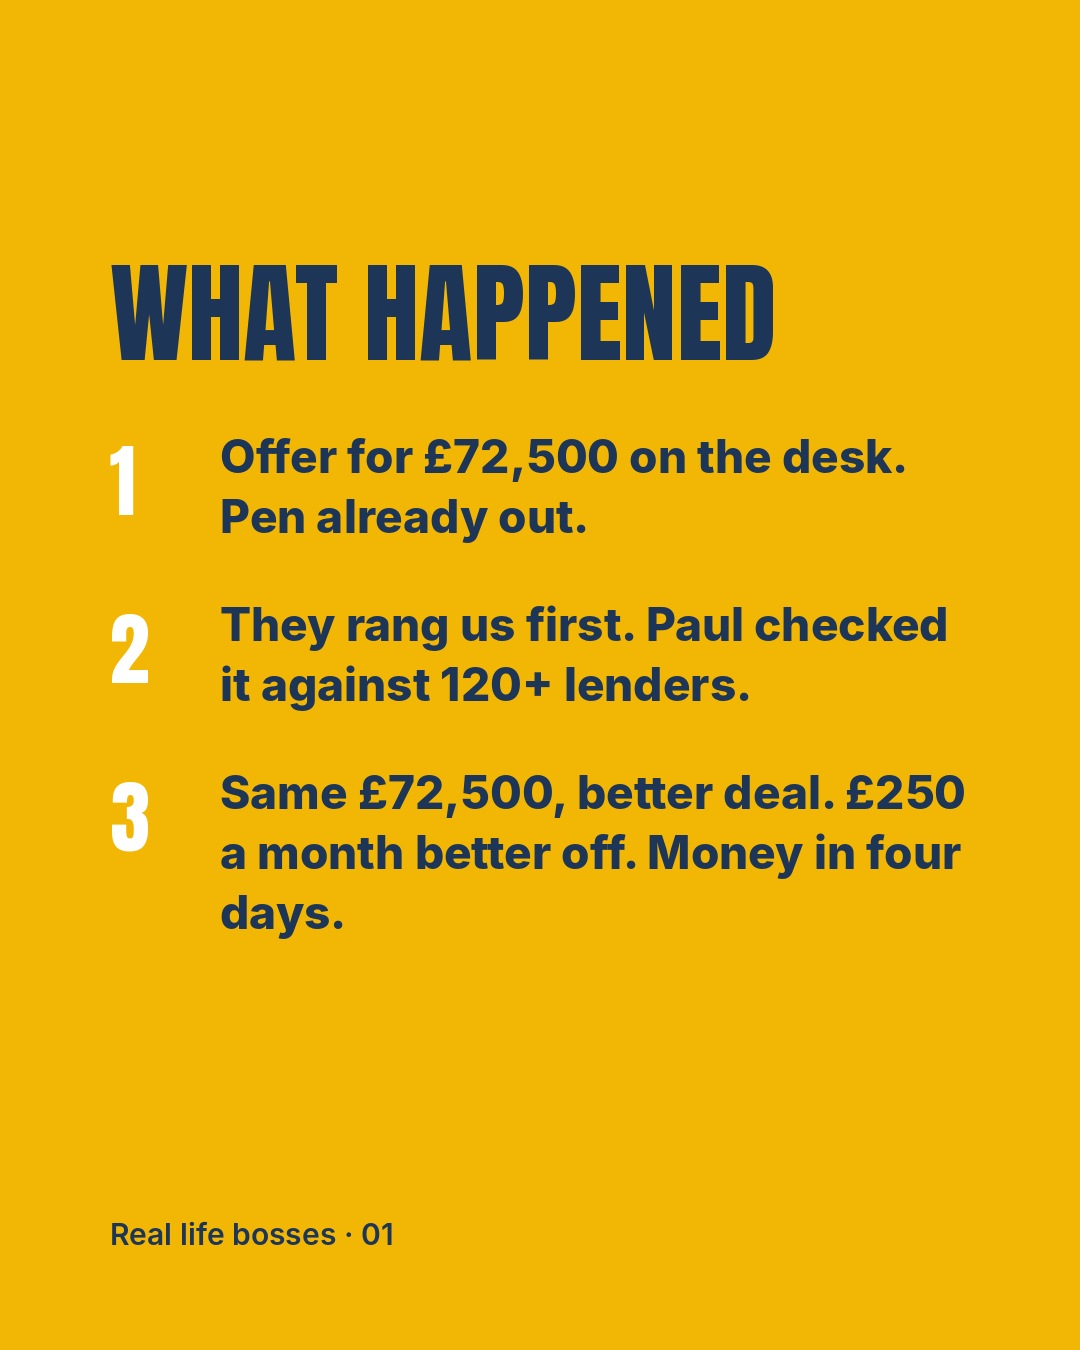 WHAT HAPPENED
1 Offer for £72,500 on the desk.
Pen already out.
2 They rang us first. Paul checked
it against 120+ lenders.
3 Same £72,500, better deal. £250
a month better off. Money in four
days.
Real life bosses · 01